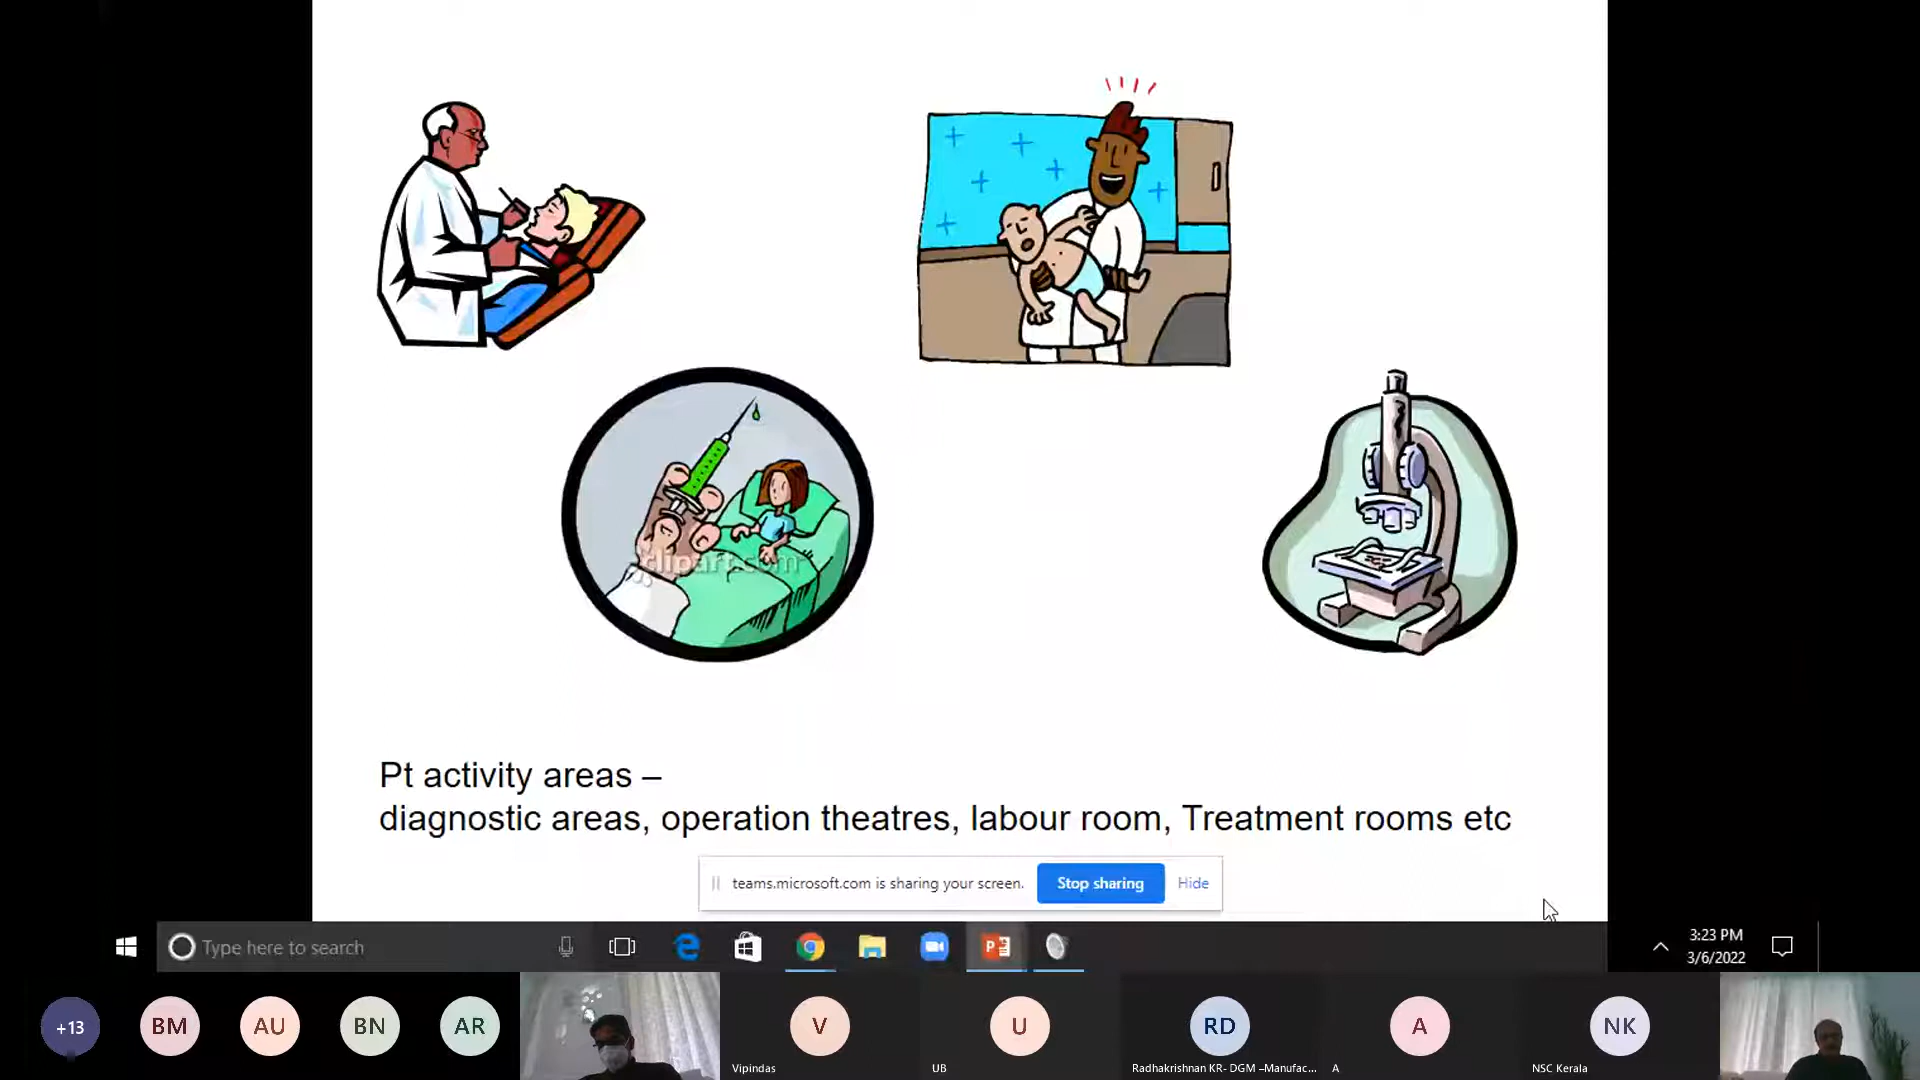 clipart.com
Pt activity areas –
diagnostic areas, operation theatres, labour room, Treatment rooms etc
teams.microsoft.com is sharing your screen.
Stop sharing
Hide
Type here to search
3:23 PM
3/6/2022
+13
BM
AU
BN
AR
V
U
RD
A
NK
Vipindas
UB
Radhakrishnan KR- DGM –Manufac...
A
NSC Kerala